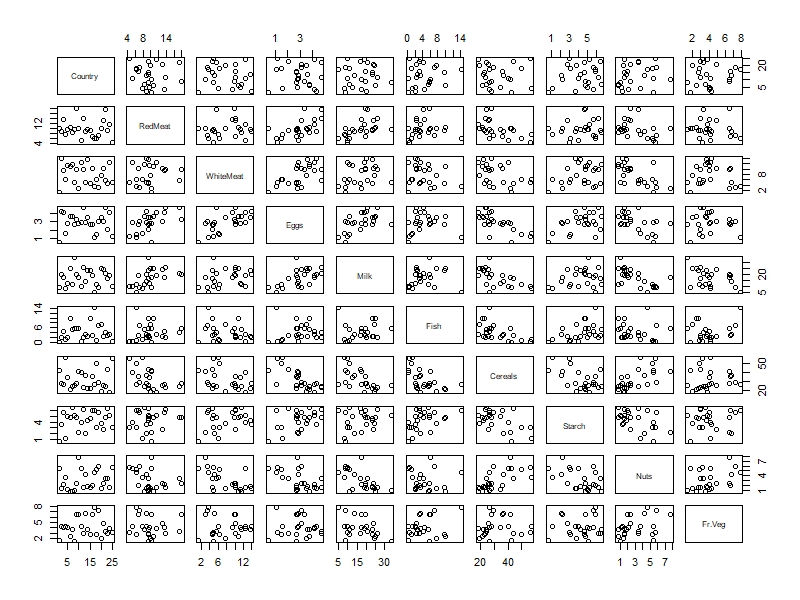 4 8 14 1 3 0 4 8 14 1 3 5 2 4 6 8
Country 5 20
4 12 RedMeat
WhiteMeat 2 8
1 3 Eggs
Milk 5 20
0 6 14 Fish
Cereals 20 50
1 4 Starch
Nuts 1 4 7
2 5 8 Fr.Veg
5 15 25 2 6 12 5 15 30 20 40 1 3 5 7